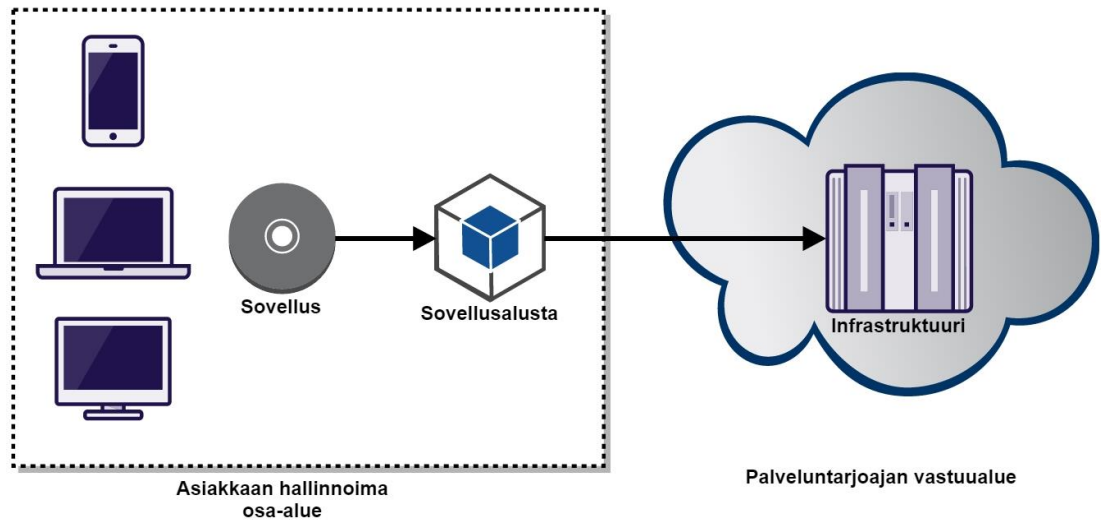 Sovellus
Sovellusalusta
Infrastruktuuri
Asiakkaan hallinnoima
osa-alue
Palveluntarjoajan vastuualue